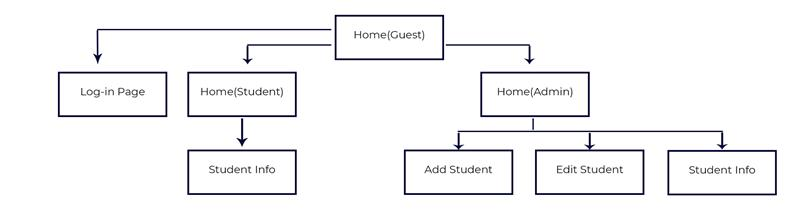 Home(Guest)
Log-in Page
Home(Student)
Home(Admin)
Student Info
Add Student
Edit Student
Student Info